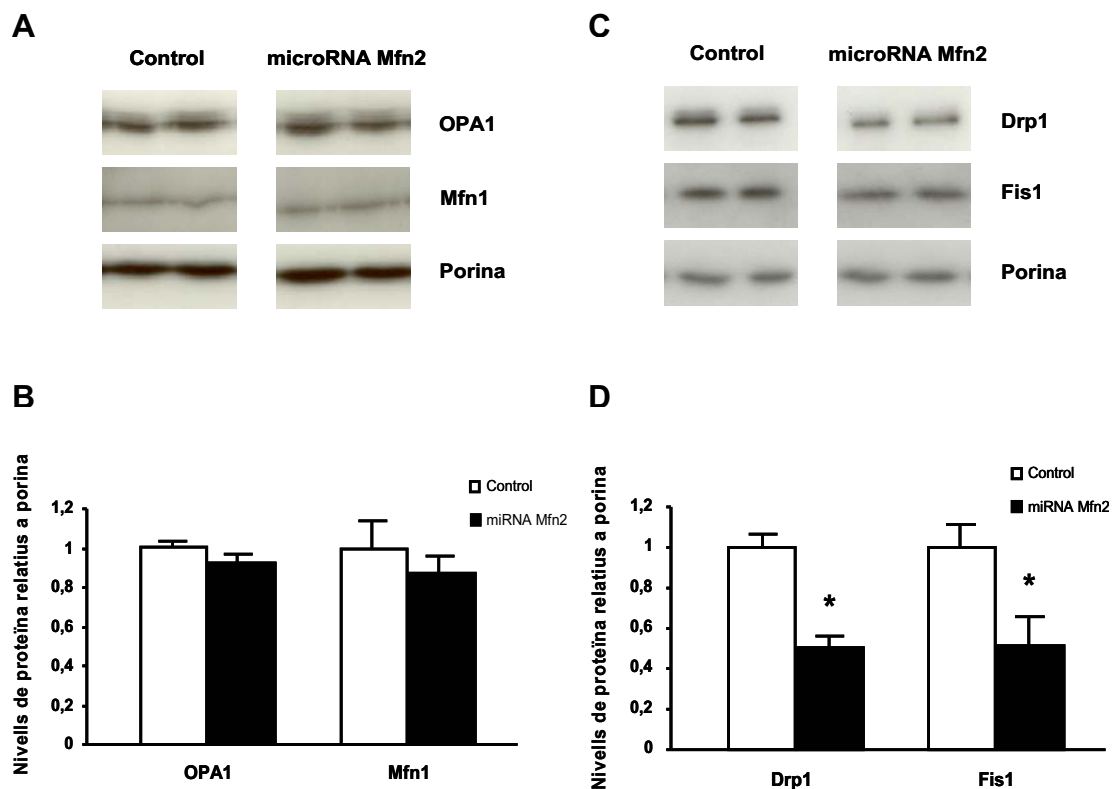 A
Control microRNA Mfn2
OPA1
Mfn1
Porina
C
Control microRNA Mfn2
Drp1
Fis1
Porina
B
Nivells de proteïna relatius a porina
Control
miRNA Mfn2
1,2
1
0,8
0,6
0,4
0,2
0
OPA1 Mfn1
D
Nivells de proteïna relatius a porina
Control
miRNA Mfn2
1,2
1
0,8
0,6
0,4
0,2
0
* *
Drp1 Fis1